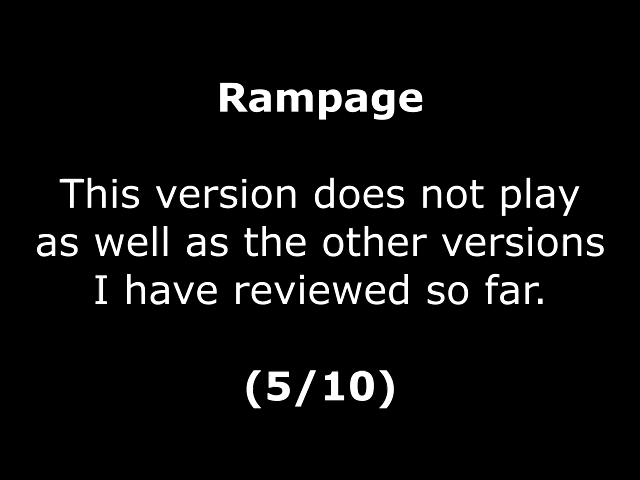 Rampage
This version does not play
as well as the other versions
I have reviewed so far.
(5/10)